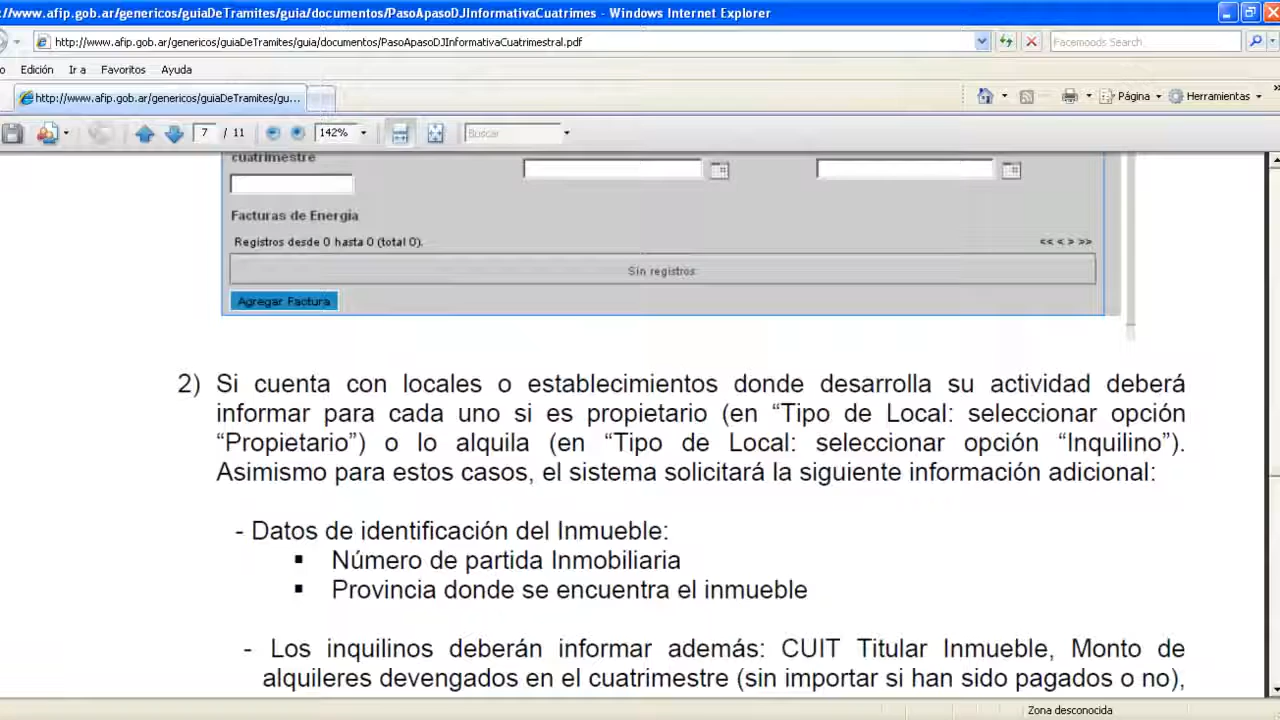 ://www.afip.gob.ar/genericos/guiaDeTramites/guia/documentos/PasoApasoDJInformativaCuatrimes - Windows Internet Explorer
http://www.afip.gob.ar/genericos/guiaDeTramites/guia/documentos/PasoApasoDJInformativaCuatrimestral.pdf
Facemoods Search
o Edición Ir a Favoritos Ayuda
http://www.afip.gob.ar/genericos/guiaDeTramites/gu...
Página Herramientas
7 / 11 142% Buscar
cuatrimestre
Facturas de Energía
Registros desde 0 hasta 0 (total 0). << < > >>
Sin registros
Agregar Factura
2) Si cuenta con locales o establecimientos donde desarrolla su actividad deberá
informar para cada uno si es propietario (en “Tipo de Local: seleccionar opción
“Propietario”) o lo alquila (en “Tipo de Local: seleccionar opción “Inquilino”).
Asimismo para estos casos, el sistema solicitará la siguiente información adicional:
- Datos de identificación del Inmueble:
▪ Número de partida Inmobiliaria
▪ Provincia donde se encuentra el inmueble
- Los inquilinos deberán informar además: CUIT Titular Inmueble, Monto de
alquileres devengados en el cuatrimestre (sin importar si han sido pagados o no),
Zona desconocida